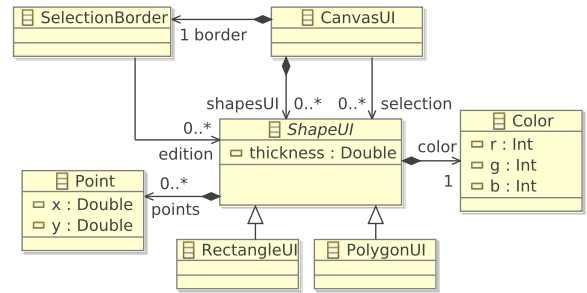 SelectionBorder
CanvasUI
1 border
shapesUI 0..* 0..* selection
0..*
edition
ShapeUI
thickness : Double
color
1
Color
r : Int
g : Int
b : Int
Point
x : Double
y : Double
0..*
points
RectangleUI
PolygonUI